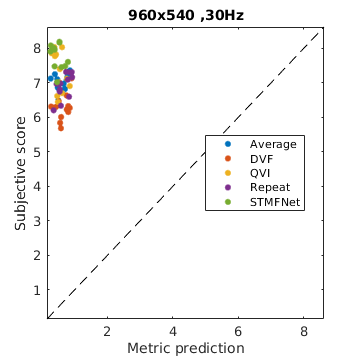 960x540 ,30Hz
Subjective score
8
7
6
5
4
3
2
1
Average
DVF
QVI
Repeat
STMFNet
2
4
6
8
Metric prediction